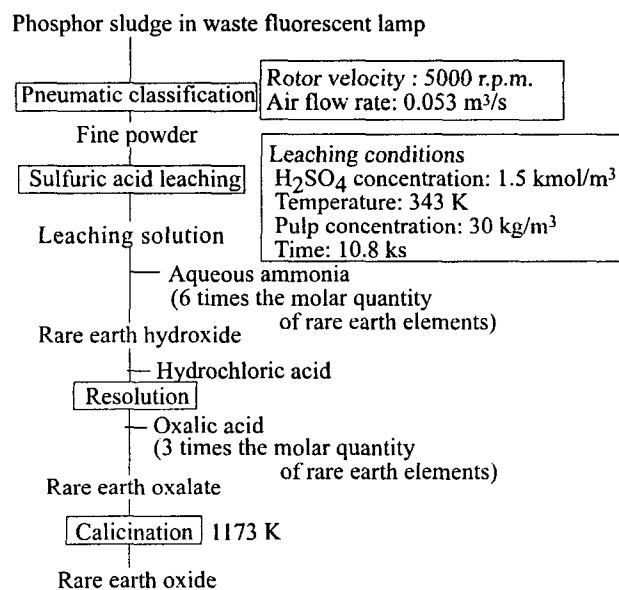 Phosphor sludge in waste fluorescent lamp
Pneumatic classification
Rotor velocity : 5000 r.p.m.
Air flow rate: 0.053 m³/s
Fine powder
Sulfuric acid leaching
Leaching conditions
H₂SO₄ concentration: 1.5 kmol/m³
Temperature: 343 K
Pulp concentration: 30 kg/m³
Time: 10.8 ks
Leaching solution
Aqueous ammonia
(6 times the molar quantity
of rare earth elements)
Rare earth hydroxide
Hydrochloric acid
Resolution
Oxalic acid
(3 times the molar quantity
of rare earth elements)
Rare earth oxalate
Calicination 1173 K
Rare earth oxide